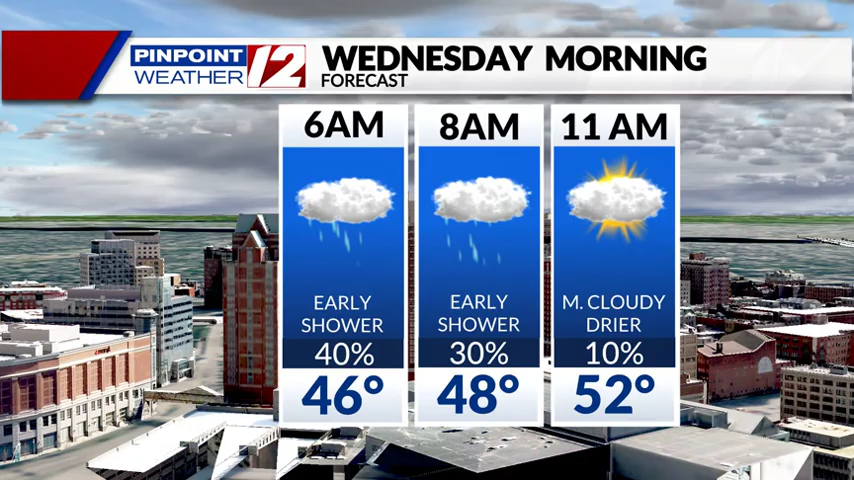 PINPOINT
WEATHER 12
WEDNESDAY MORNING
FORECAST
6AM
EARLY
SHOWER
40%
46°
8AM
EARLY
SHOWER
30%
48°
11 AM
M. CLOUDY
DRIER
10%
52°